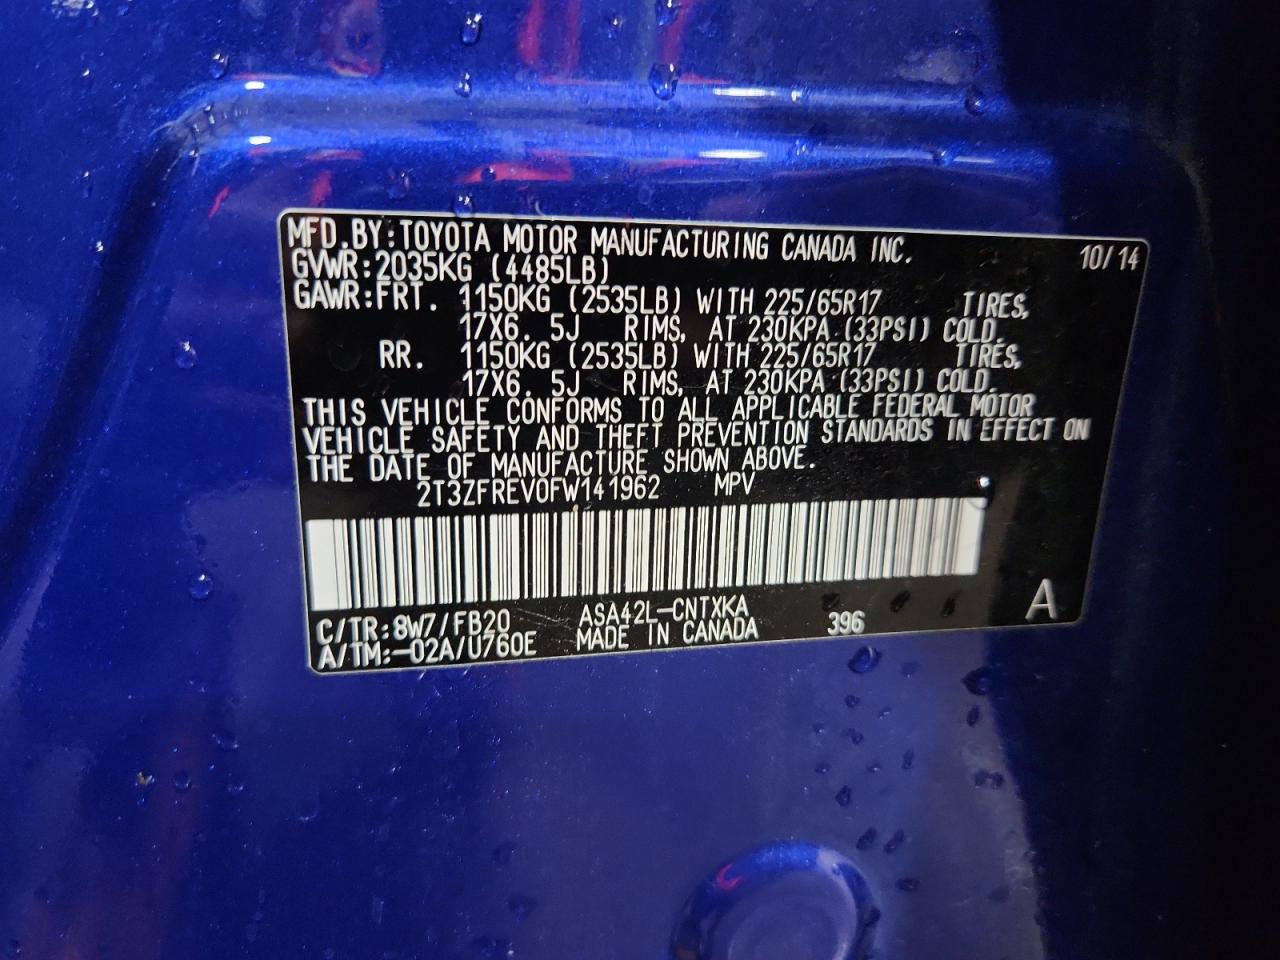 MFD.BY:TOYOTA MOTOR MANUFACTURING CANADA INC. 10/14
GVWR:2035KG (4485LB)
GAWR:FRT. 1150KG (2535LB) WITH 225/65R17 TIRES,
17X6.5J RIMS, AT 230KPA (33PSI) COLD.
RR. 1150KG (2535LB) WITH 225/65R17 TIRES,
17X6.5J RIMS, AT 230KPA (33PSI) COLD.
THIS VEHICLE CONFORMS TO ALL APPLICABLE FEDERAL MOTOR
VEHICLE SAFETY AND THEFT PREVENTION STANDARDS IN EFFECT ON
THE DATE OF MANUFACTURE SHOWN ABOVE.
2T3ZFREV0FW141962 MPV
C/TR:8W7/FB20 ASA42L-CNTXKA A
A/TM:-02A/U760E MADE IN CANADA 396